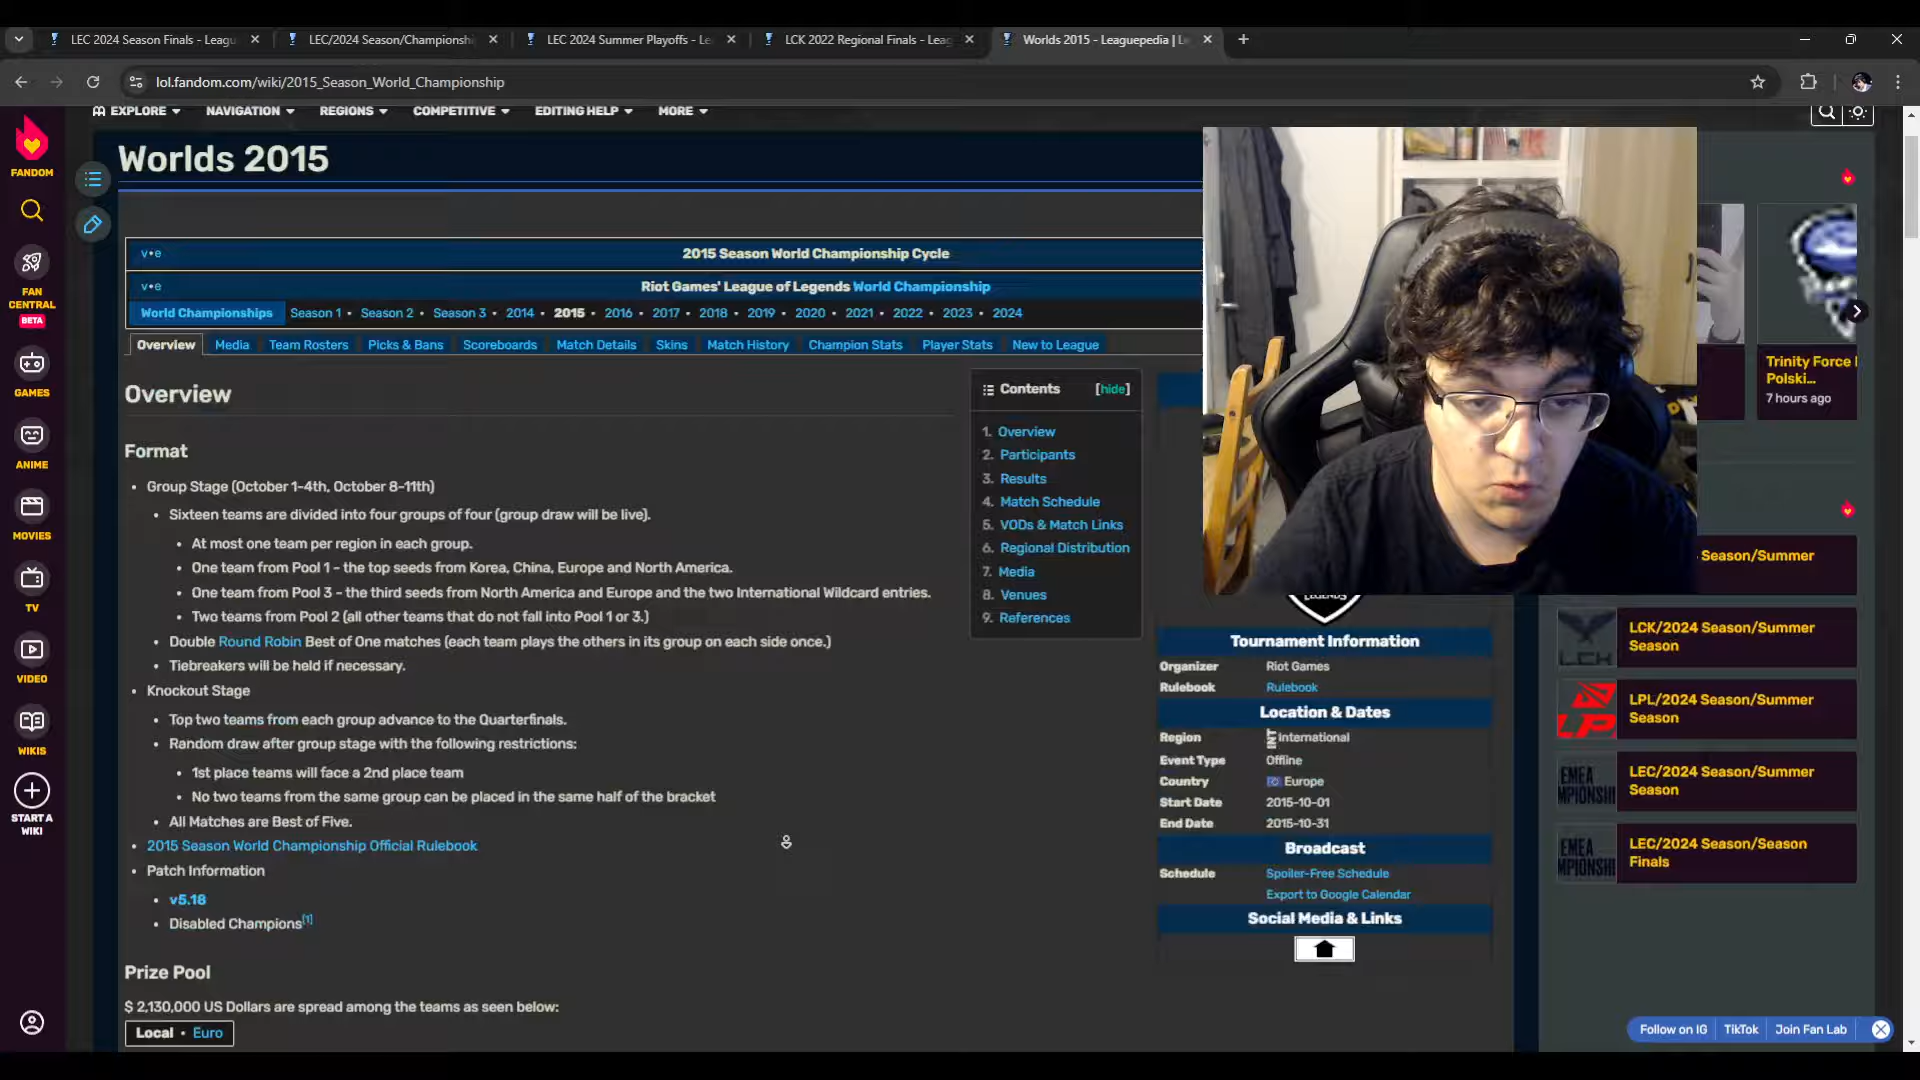 LEC 2024 Season Finals - Leagu
LEC/2024 Season/Championshi
LEC 2024 Summer Playoffs - Le
LCK 2022 Regional Finals - Leag
Worlds 2015 - Leaguepedia | L
lol.fandom.com/wiki/2015_Season_World_Championship
EXPLORE
NAVIGATION
REGIONS
COMPETITIVE
EDITING HELP
MORE
FANDOM
FAN CENTRAL
BETA
GAMES
ANIME
MOVIES
TV
VIDEO
WIKIS
START A WIKI
Worlds 2015
v•e
2015 Season World Championship Cycle
v•e
Riot Games' League of Legends World Championship
World Championships Season 1 • Season 2 • Season 3 • 2014 • 2015 • 2016 • 2017 • 2018 • 2019 • 2020 • 2021 • 2022 • 2023 • 2024
Overview Media Team Rosters Picks & Bans Scoreboards Match Details Skins Match History Champion Stats Player Stats New to League
Overview
Format
• Group Stage (October 1-4th, October 8-11th)
• Sixteen teams are divided into four groups of four (group draw will be live).
• At most one team per region in each group.
• One team from Pool 1 - the top seeds from Korea, China, Europe and North America.
• One team from Pool 3 - the third seeds from North America and Europe and the two International Wildcard entries.
• Two teams from Pool 2 (all other teams that do not fall into Pool 1 or 3.)
• Double Round Robin Best of One matches (each team plays the others in its group on each side once.)
• Tiebreakers will be held if necessary.
• Knockout Stage
• Top two teams from each group advance to the Quarterfinals.
• Random draw after group stage with the following restrictions:
• 1st place teams will face a 2nd place team
• No two teams from the same group can be placed in the same half of the bracket
• All Matches are Best of Five.
• 2015 Season World Championship Official Rulebook
• Patch Information
• v5.18
• Disabled Champions[1]
Prize Pool
$ 2,130,000 US Dollars are spread among the teams as seen below:
Local • Euro
Contents [hide]
1. Overview
2. Participants
3. Results
4. Match Schedule
5. VODs & Match Links
6. Regional Distribution
7. Media
8. Venues
9. References
Tournament Information
Organizer Riot Games
Rulebook Rulebook
Location & Dates
Region International
Event Type Offline
Country Europe
Start Date 2015-10-01
End Date 2015-10-31
Broadcast
Schedule Spoiler-Free Schedule
Export to Google Calendar
Social Media & Links
Trinity Force
Polski...
7 hours ago
Season/Summer
LCK/2024 Season/Summer
Season
LPL/2024 Season/Summer
Season
LEC/2024 Season/Summer
Season
LEC/2024 Season/Season
Finals
Follow on IG
TikTok
Join Fan Lab